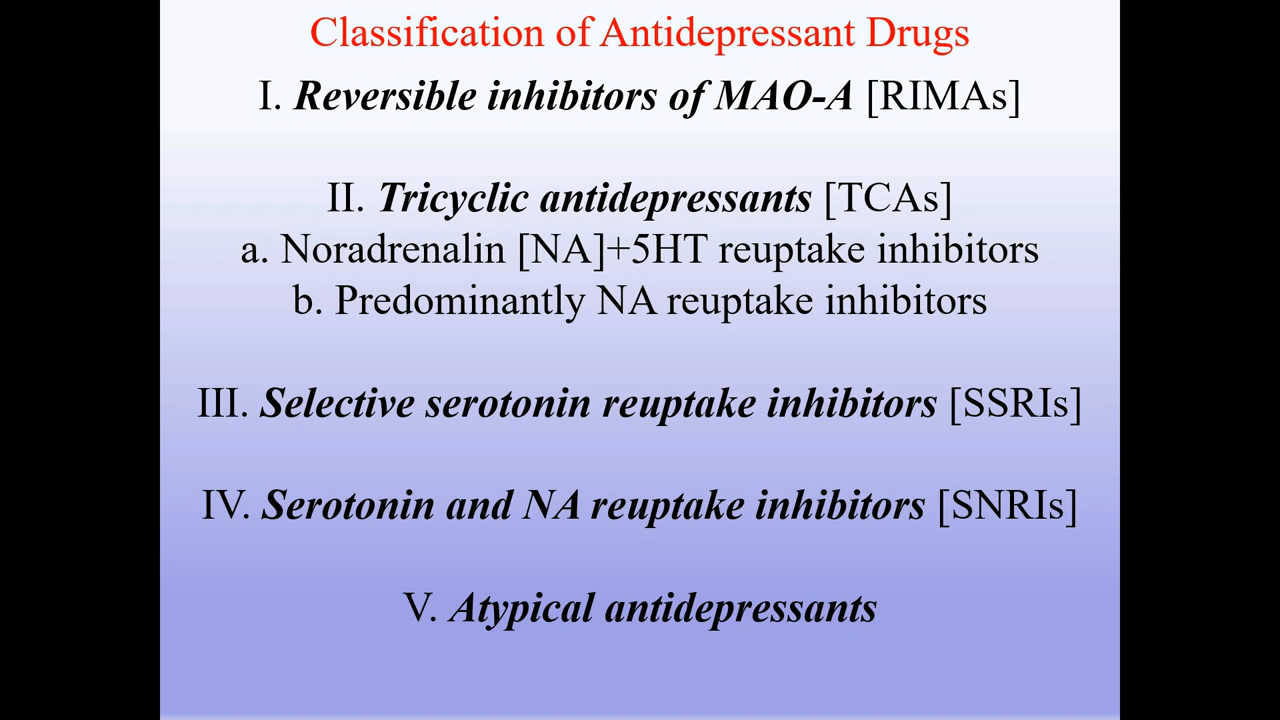 Classification of Antidepressant Drugs
I. Reversible inhibitors of MAO-A [RIMAs]
II. Tricyclic antidepressants [TCAs]
a. Noradrenalin [NA]+5HT reuptake inhibitors
b. Predominantly NA reuptake inhibitors
III. Selective serotonin reuptake inhibitors [SSRIs]
IV. Serotonin and NA reuptake inhibitors [SNRIs]
V. Atypical antidepressants